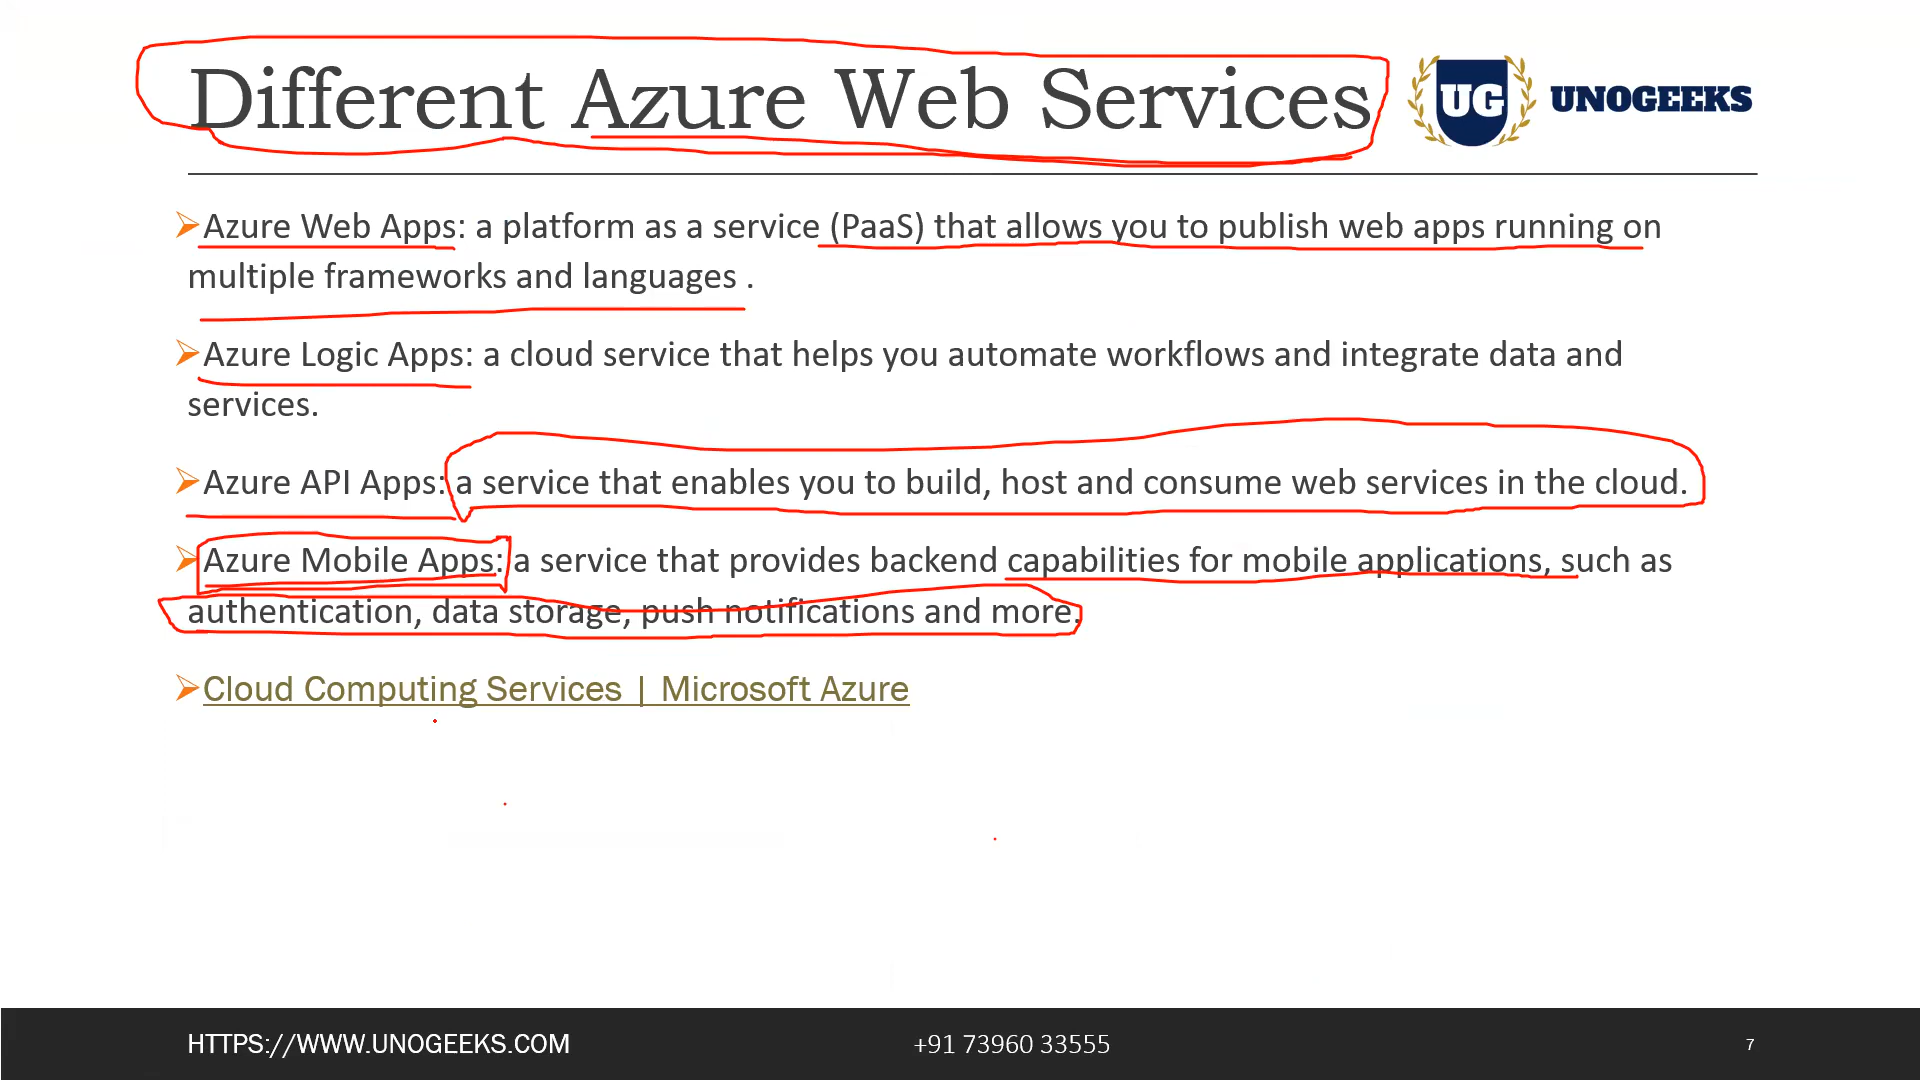 Different Azure Web Services
UG UNOGEEKS
Azure Web Apps: a platform as a service (PaaS) that allows you to publish web apps running on
multiple frameworks and languages .
Azure Logic Apps: a cloud service that helps you automate workflows and integrate data and
services.
Azure API Apps: a service that enables you to build, host and consume web services in the cloud.
Azure Mobile Apps: a service that provides backend capabilities for mobile applications, such as
authentication, data storage, push notifications and more.
Cloud Computing Services | Microsoft Azure
HTTPS://WWW.UNOGEEKS.COM
+91 73960 33555
7